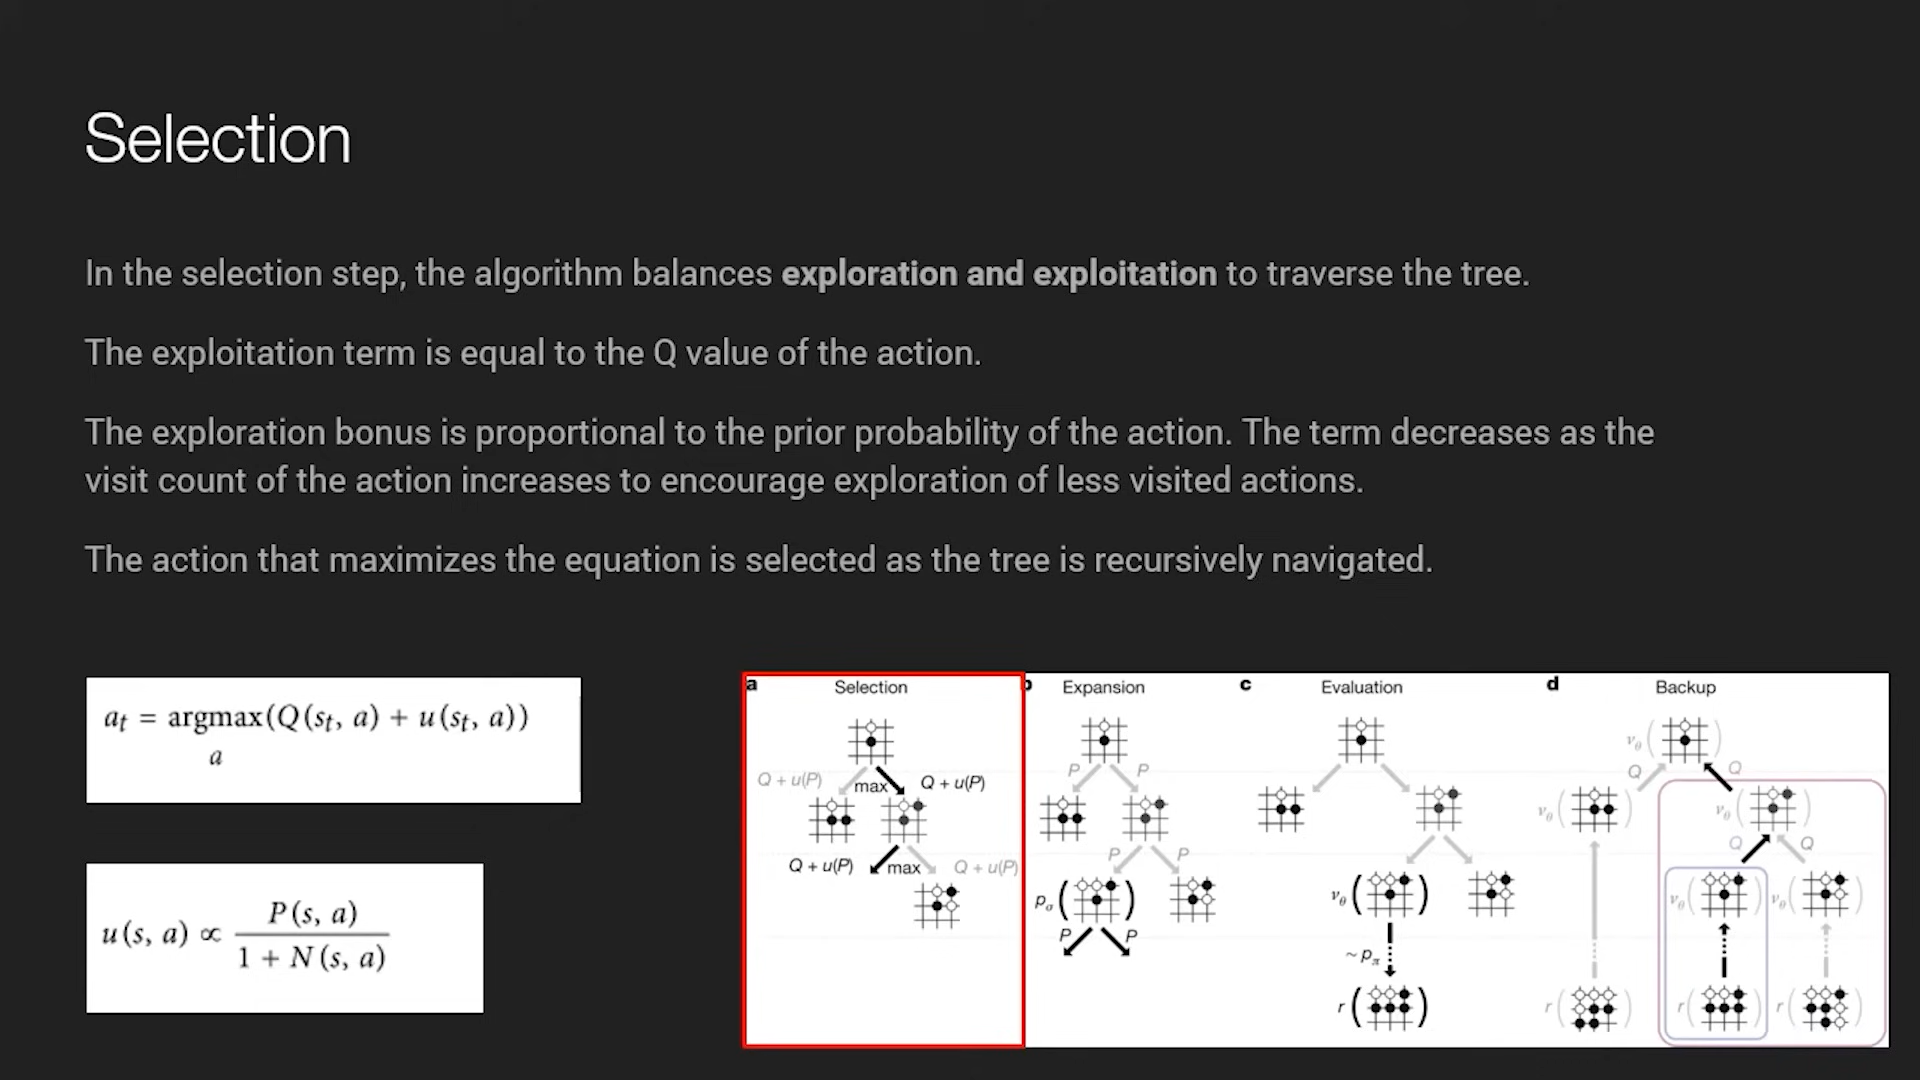 Selection
In the selection step, the algorithm balances exploration and exploitation to traverse the tree.
The exploitation term is equal to the Q value of the action.
The exploration bonus is proportional to the prior probability of the action. The term decreases as the
visit count of the action increases to encourage exploration of less visited actions.
The action that maximizes the equation is selected as the tree is recursively navigated.
a_t = argmax(Q(s_t, a) + u(s_t, a))
a
u(s, a) ∝ P(s, a)
1 + N(s, a)
a Selection
Q + u(P) max Q + u(P)
Q + u(P) max Q + u(P)
b Expansion
P P
P P
p_σ ( )
P P
c Evaluation
v_θ ( )
~ p_π
r ( )
d Backup
v_θ ( )
Q Q
v_θ ( ) v_θ ( )
Q Q
v_θ ( ) v_θ ( )
r ( ) r ( ) r ( )